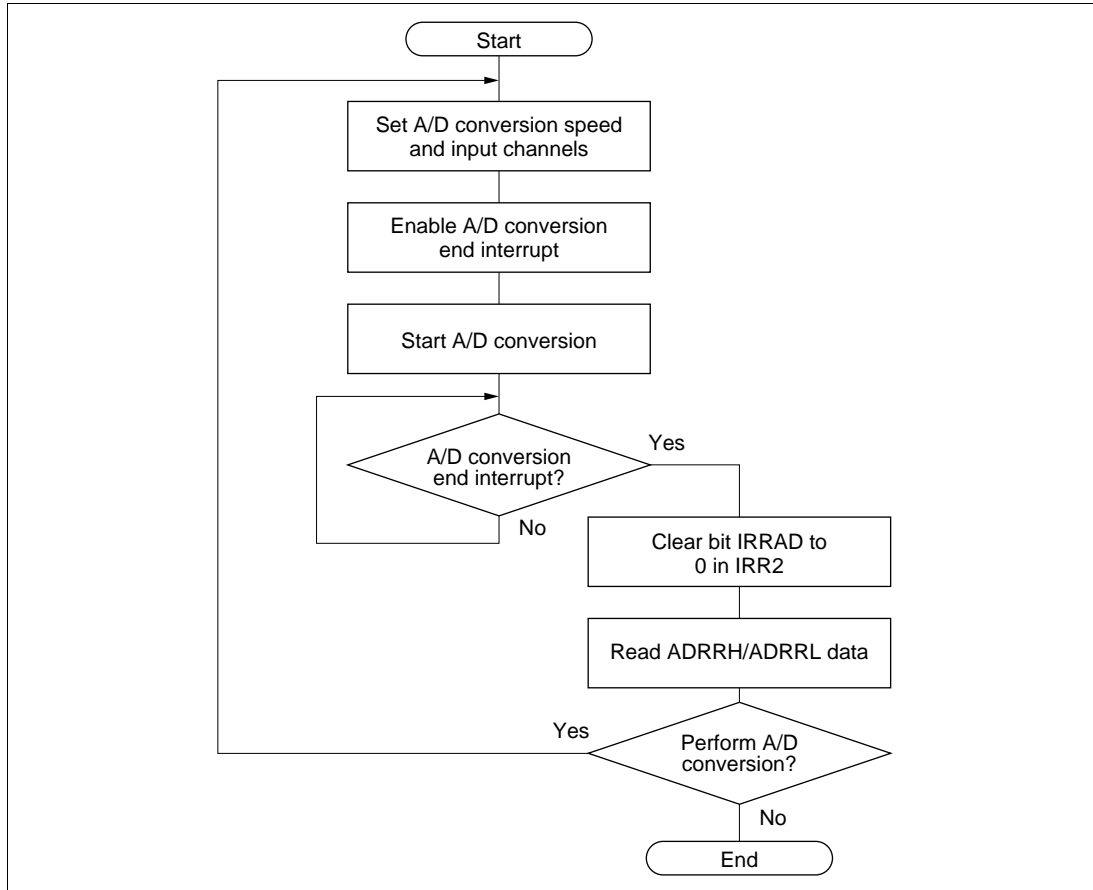 Start
Set A/D conversion speed
and input channels
Enable A/D conversion
end interrupt
Start A/D conversion
A/D conversion
end interrupt?
Yes
No
Clear bit IRRAD to
0 in IRR2
Read ADRRH/ADRRL data
Yes
Perform A/D
conversion?
No
End